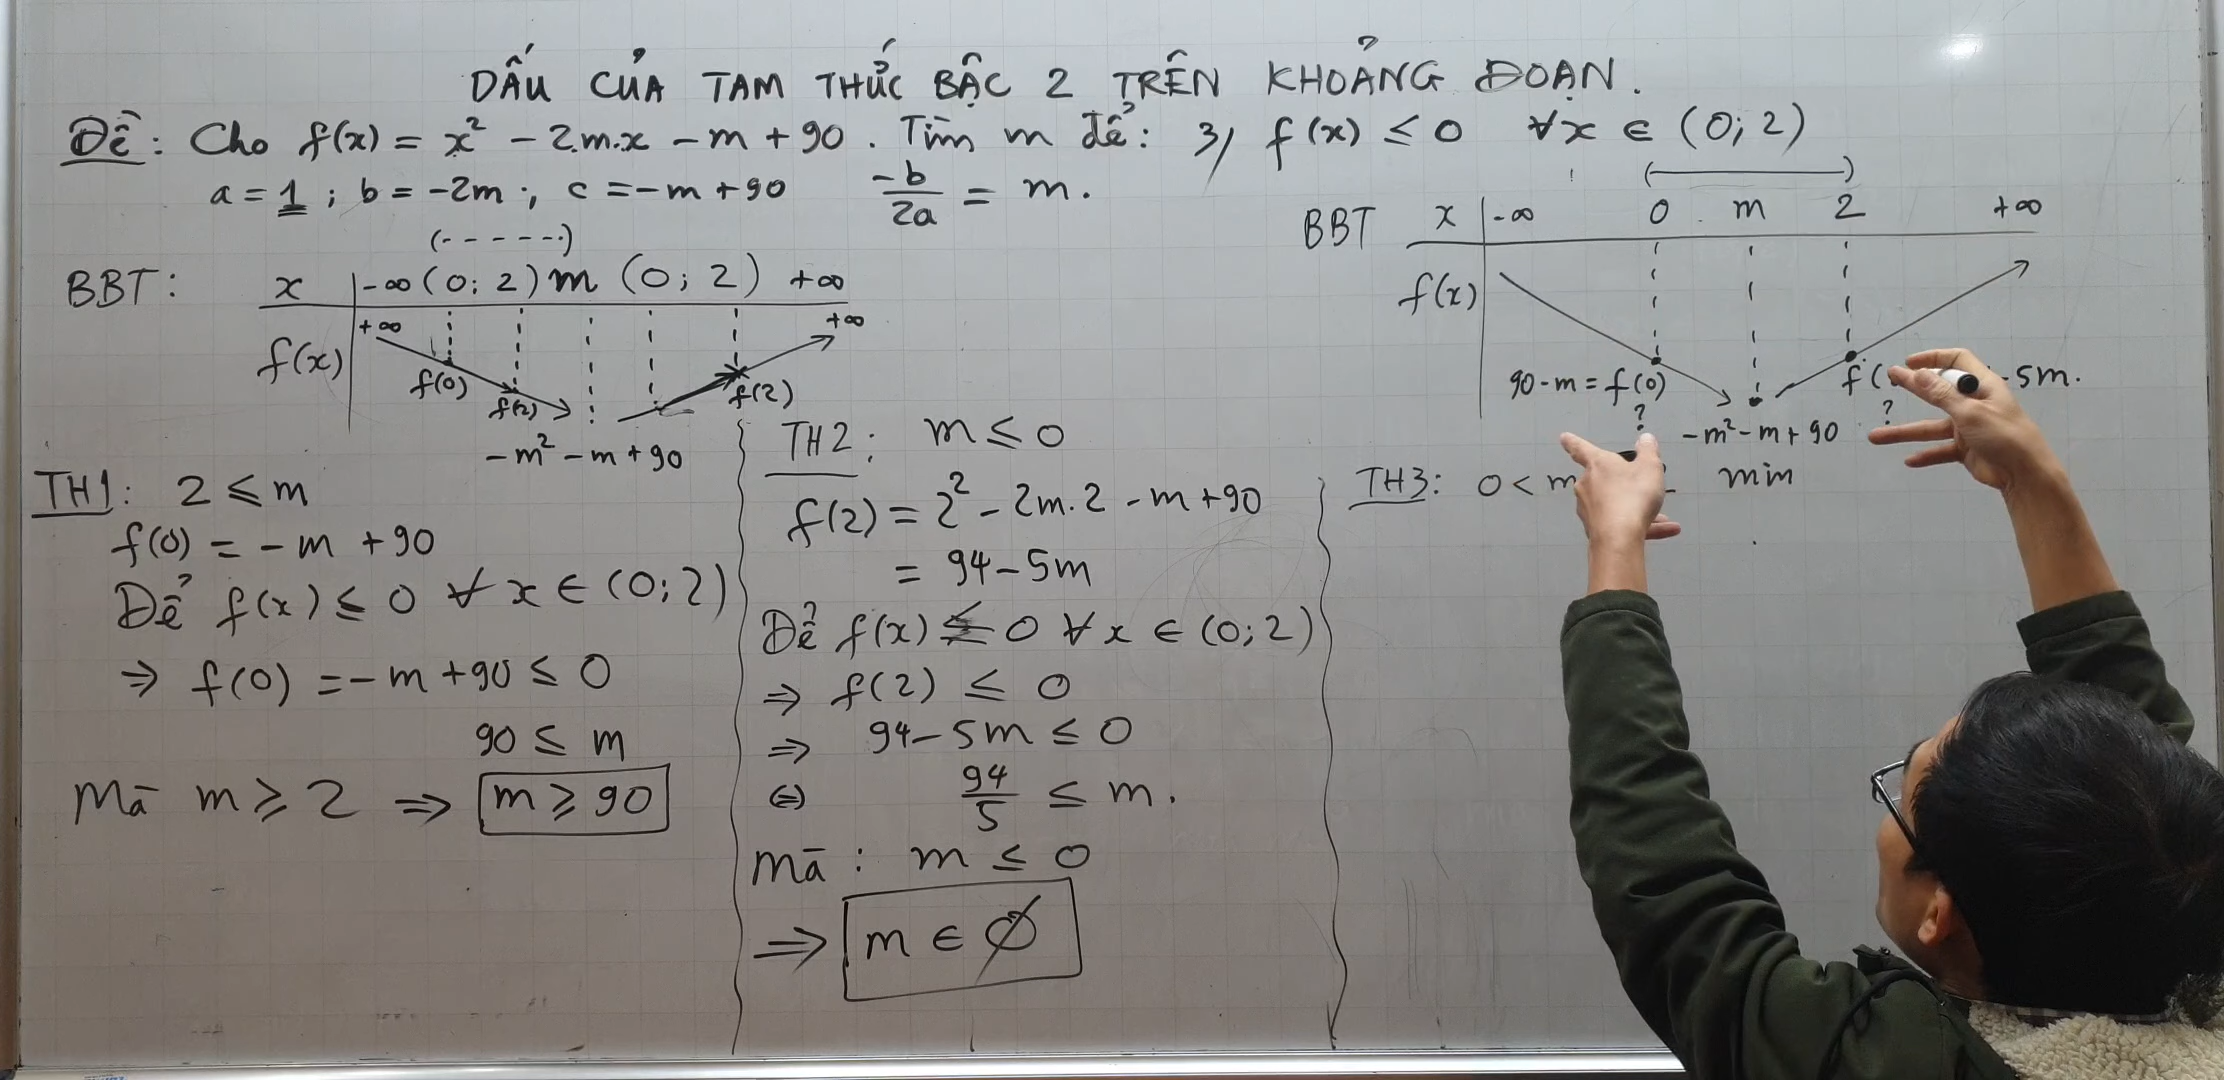 DẤU CỦA TAM THỨC BẬC 2 TRÊN KHOẢNG ĐOẠN.
Đề: Cho f(x) = x² - 2.m.x - m + 90. Tìm m để: 3) f(x) ≤ 0 ∀x ∈ (0; 2)
a = 1; b = -2m; c = -m + 90 -b/2a = m.
(- - - - -)
BBT: x -∞ (0; 2) m (0; 2) +∞
+∞ +∞
f(x) f(0) f(2) f(2)
-m² - m + 90
TH1: 2 ≤ m
f(0) = -m + 90
Để f(x) ≤ 0 ∀x ∈ (0; 2)
⇒ f(0) = -m + 90 ≤ 0
90 ≤ m
Mā m ≥ 2 ⇒ m ≥ 90
TH2: m ≤ 0
f(2) = 2² - 2m.2 - m + 90
= 94 - 5m
Để f(x) ≤ 0 ∀x ∈ (0; 2)
⇒ f(2) ≤ 0
⇒ 94 - 5m ≤ 0
⇔ 94/5 ≤ m.
Mā: m ≤ 0
⇒ m ∈ ∅
BBT x -∞ 0 m 2 +∞
f(x)
90 - m = f(0) f( - 5m.
? ?
-m² - m + 90
min
TH3: 0 < m